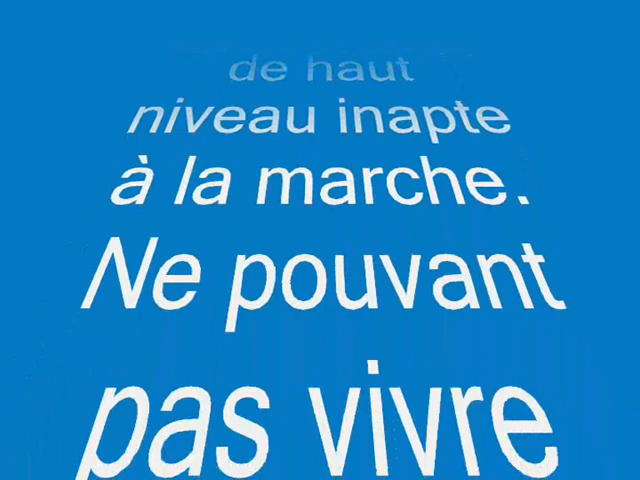 de haut
niveau inapte
à la marche.
Ne pouvant
pas vivre